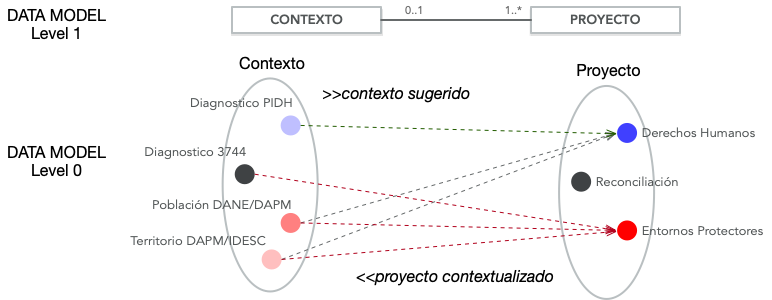 DATA MODEL
Level 1
CONTEXTO
0..1
1..*
PROYECTO
Contexto
Proyecto
>>contexto sugerido
Diagnostico PIDH
Derechos Humanos
DATA MODEL
Level 0
Diagnostico 3744
Reconciliación
Población DANE/DAPM
Entornos Protectores
Territorio DAPM/IDESC
<<proyecto contextualizado